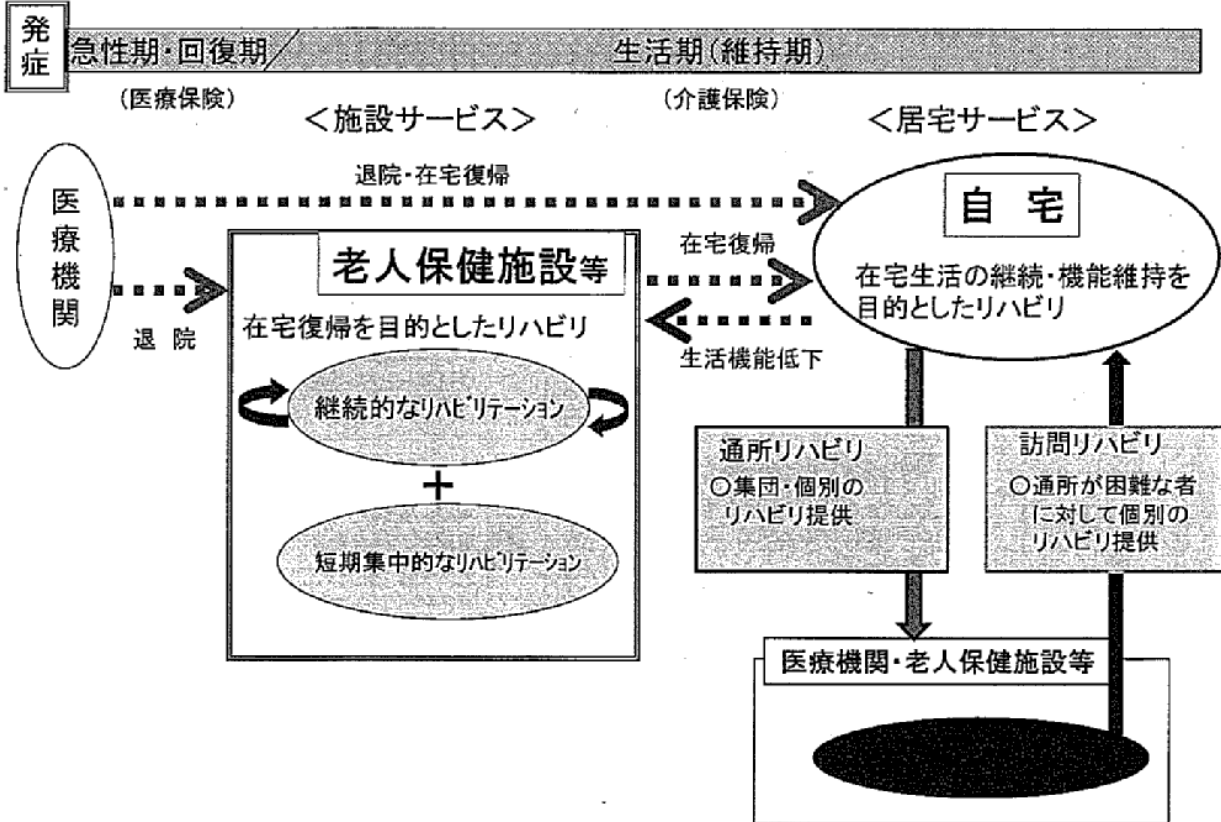 発症
急性期・回復期
生活期(維持期)
(医療保険)
(介護保険)
<施設サービス>
<居宅サービス>
医療機関
退院・在宅復帰
退 院
老人保健施設等
在宅復帰を目的としたリハビリ
継続的なリハビリテーション
+
短期集中的なリハビリテーション
在宅復帰
生活機能低下
自 宅
在宅生活の継続・機能維持を
目的としたリハビリ
通所リハビリ
○集団・個別の
リハビリ提供
訪問リハビリ
○通所が困難な者
に対して個別の
リハビリ提供
医療機関・老人保健施設等